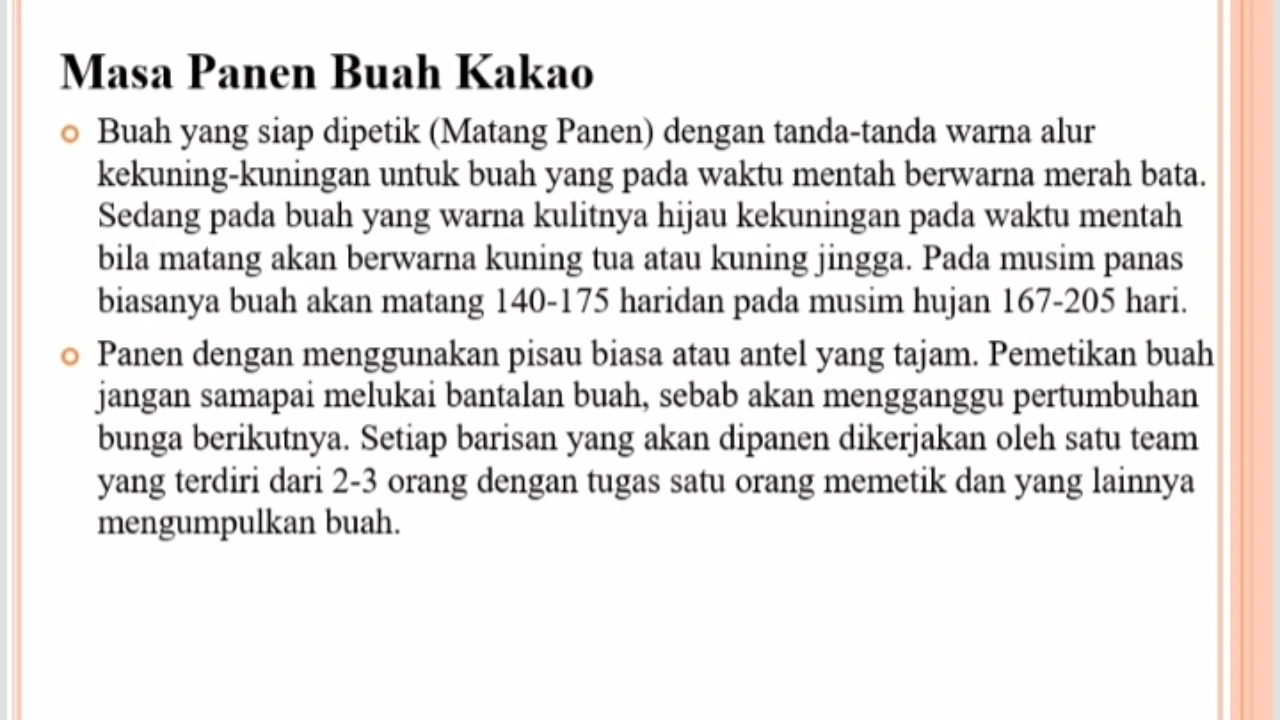 Masa Panen Buah Kakao
Buah yang siap dipetik (Matang Panen) dengan tanda-tanda warna alur
kekuning-kuningan untuk buah yang pada waktu mentah berwarna merah bata.
Sedang pada buah yang warna kulitnya hijau kekuningan pada waktu mentah
bila matang akan berwarna kuning tua atau kuning jingga. Pada musim panas
biasanya buah akan matang 140-175 haridan pada musim hujan 167-205 hari.
Panen dengan menggunakan pisau biasa atau antel yang tajam. Pemetikan buah
jangan samapai melukai bantalan buah, sebab akan mengganggu pertumbuhan
bunga berikutnya. Setiap barisan yang akan dipanen dikerjakan oleh satu team
yang terdiri dari 2-3 orang dengan tugas satu orang memetik dan yang lainnya
mengumpulkan buah.